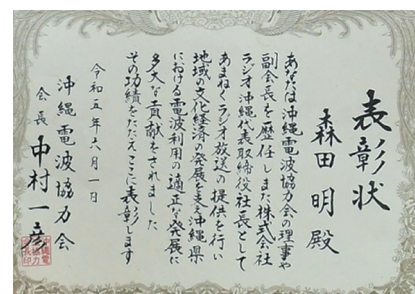 表彰状
森田明殿
あなたは沖縄電波協力会の理事や
副会長を歴任しまた株式会社
ラジオ沖縄代表取締役社長として
あまねくラジオ放送の提供を行い
地域の文化経済の発展を支え沖縄県
における電波利用の適正な発展に
多大な貢献をされました
その功績をたたえここに表彰します
令和五年六月一日
沖縄電波協力会
会長 中村一彦